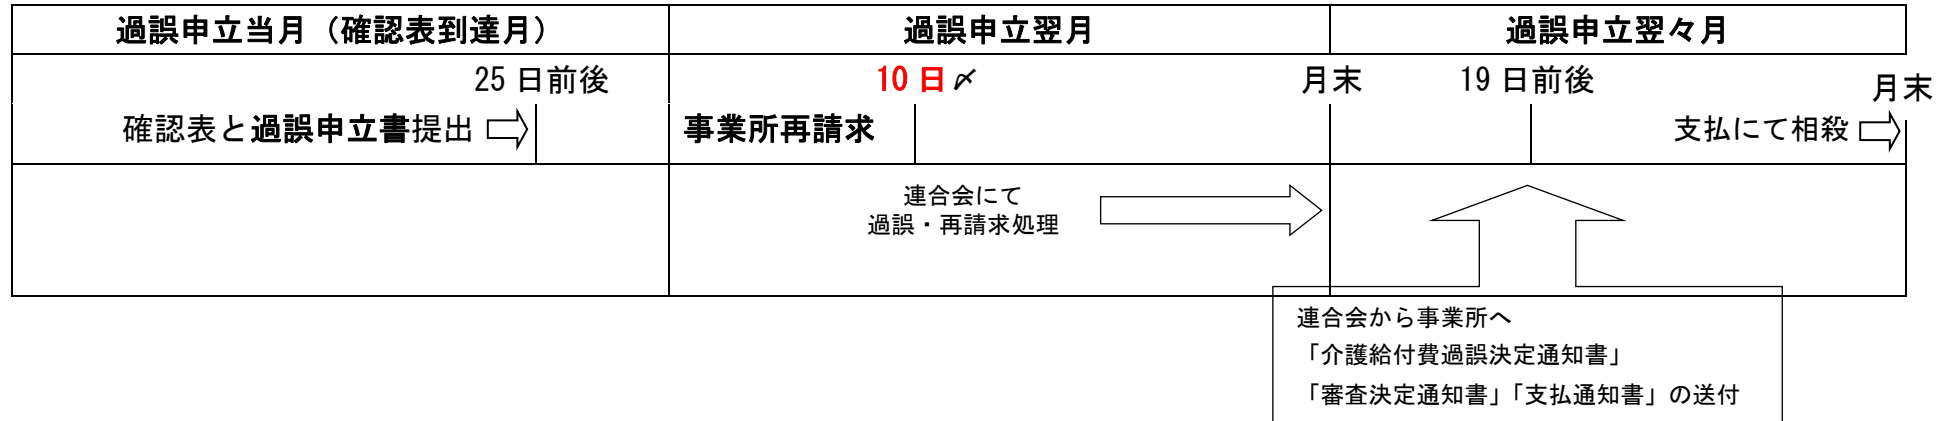 過誤申立当月（確認表到達月）
過誤申立翌月
過誤申立翌々月
25 日前後
10 日〆
月末
19 日前後
月末
確認表と過誤申立書提出
事業所再請求
支払にて相殺
連合会にて
過誤・再請求処理
連合会から事業所へ
「介護給付費過誤決定通知書」
「審査決定通知書」「支払通知書」の送付